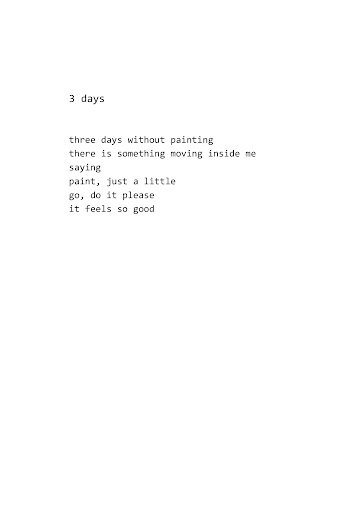 3 days
three days without painting
there is something moving inside me
saying
paint, just a little
go, do it please
it feels so good